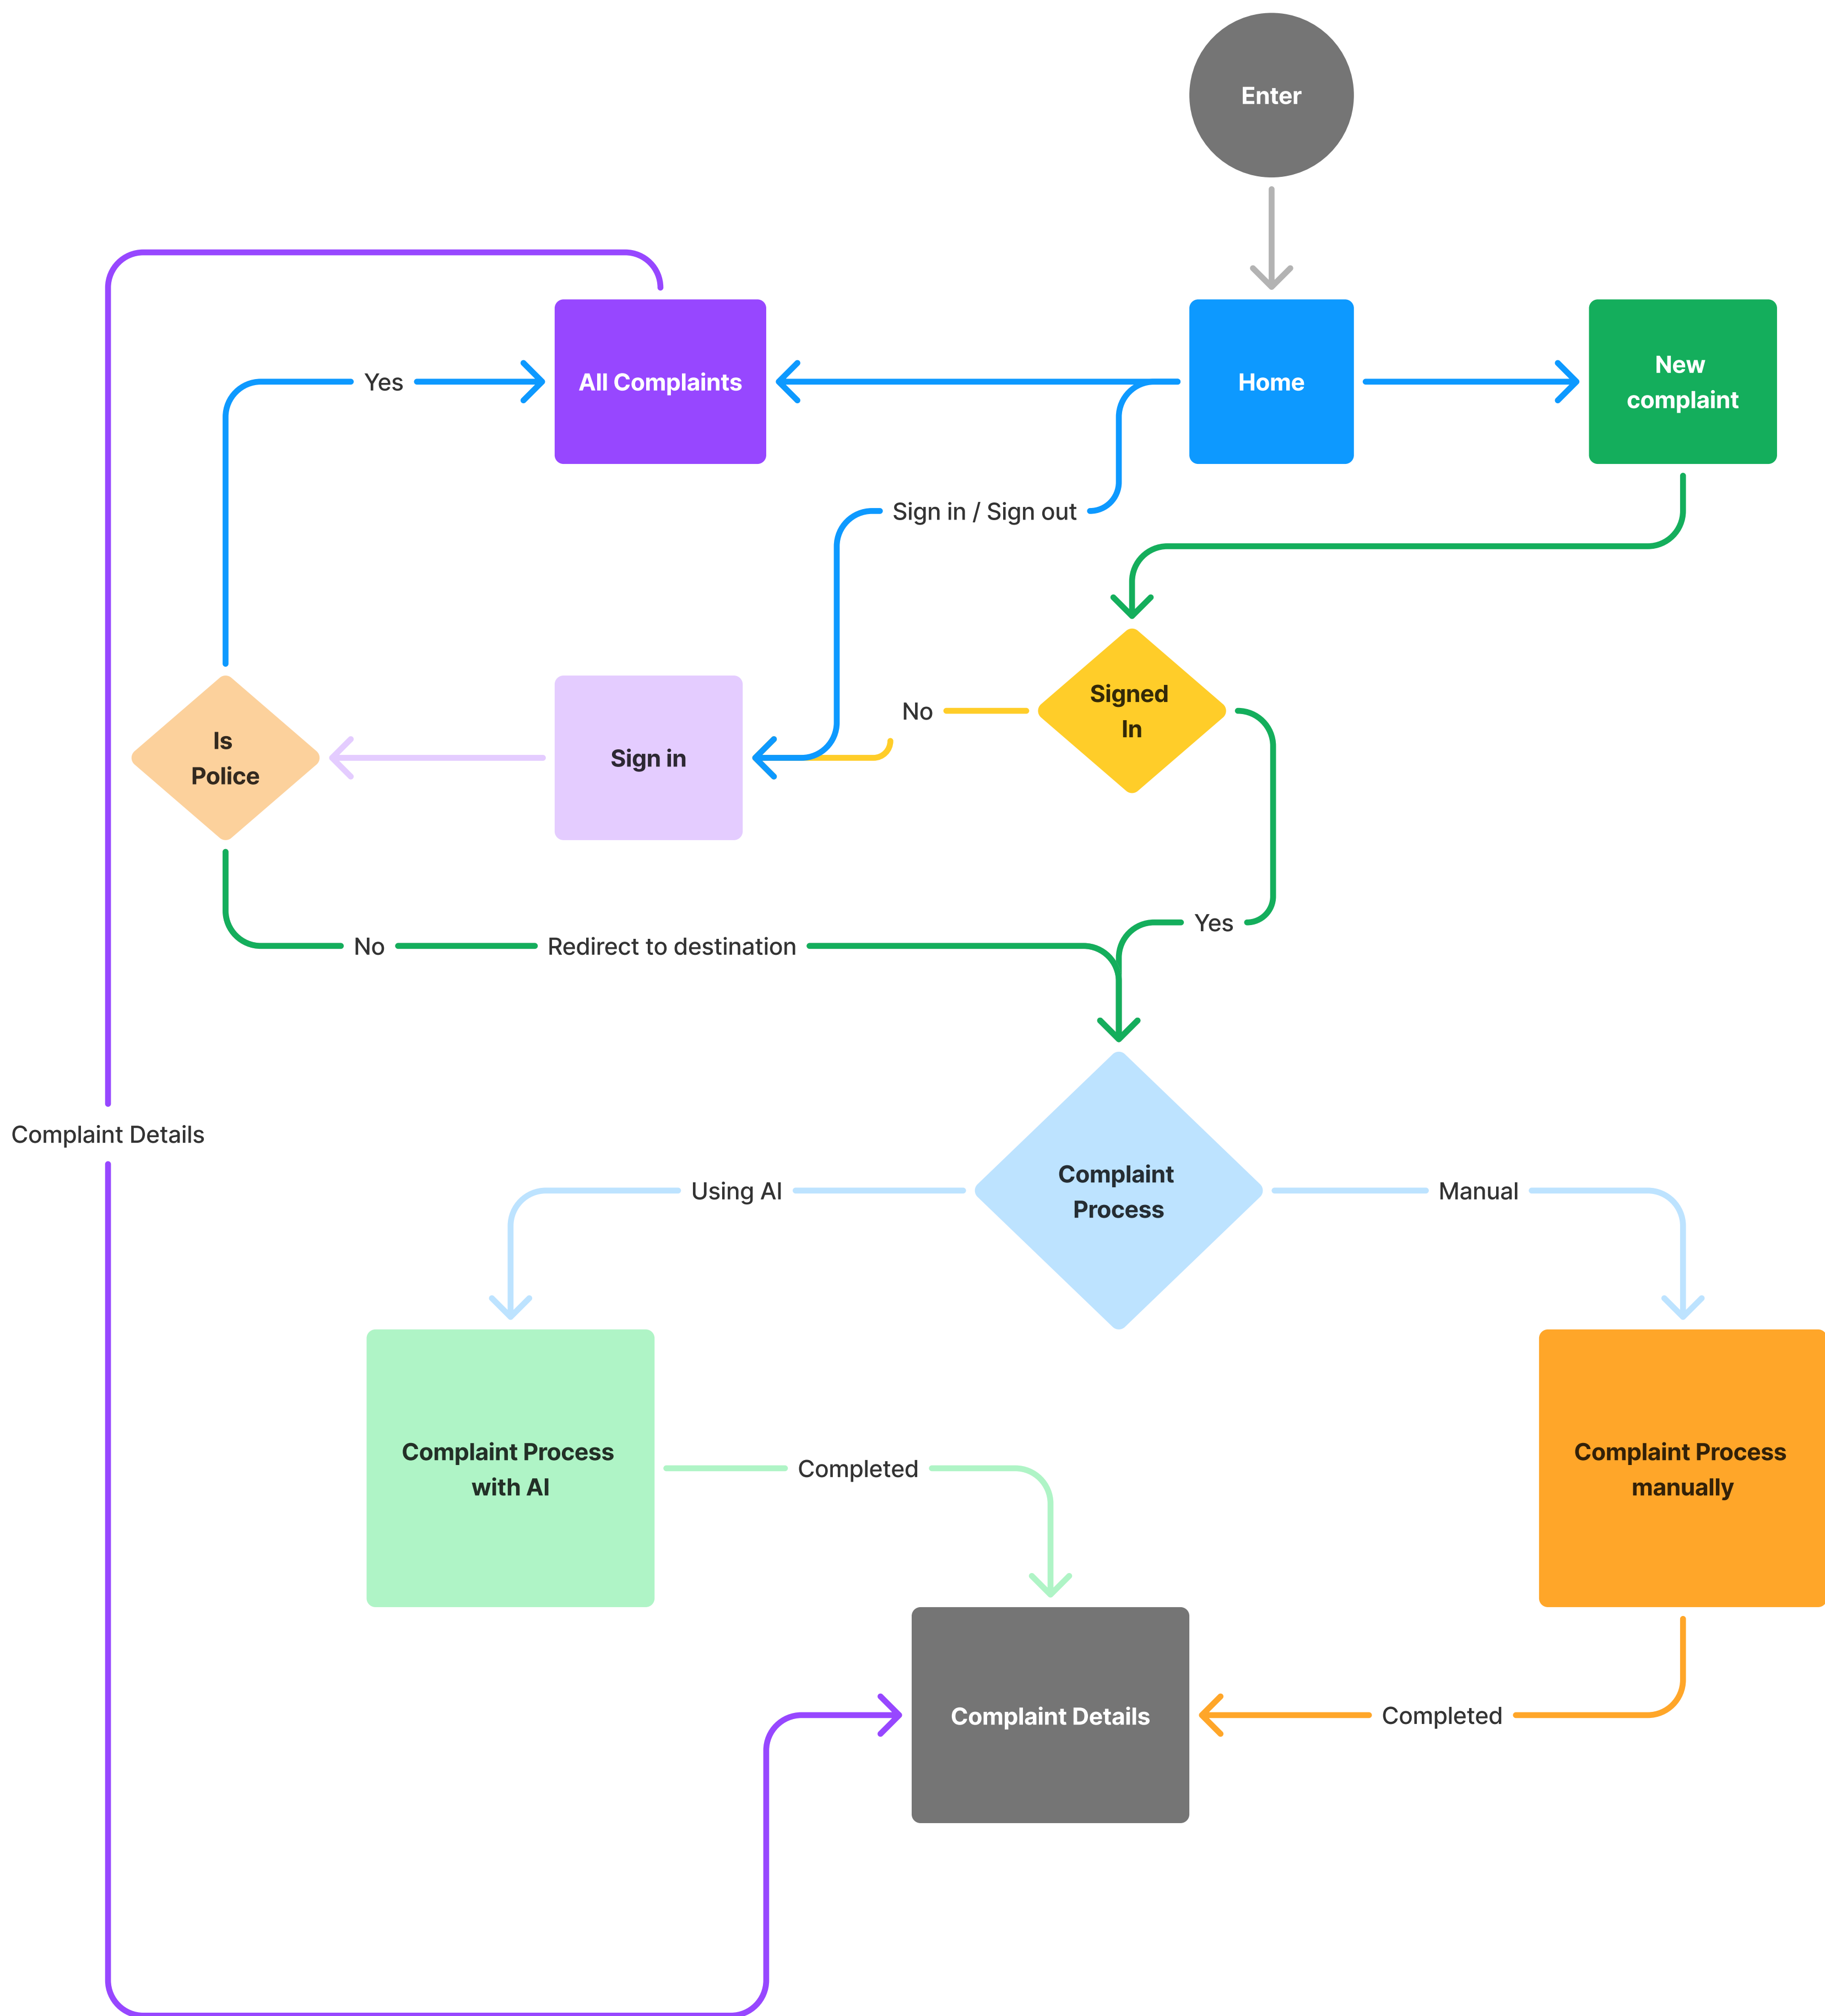 Enter
Yes
All Complaints
Home
New
complaint
Sign in / Sign out
Is
Police
Sign in
No
Signed
In
Yes
No
Redirect to destination
Complaint Details
Using AI
Complaint
Process
Manual
Complaint Process
with AI
Completed
Complaint Process
manually
Complaint Details
Completed